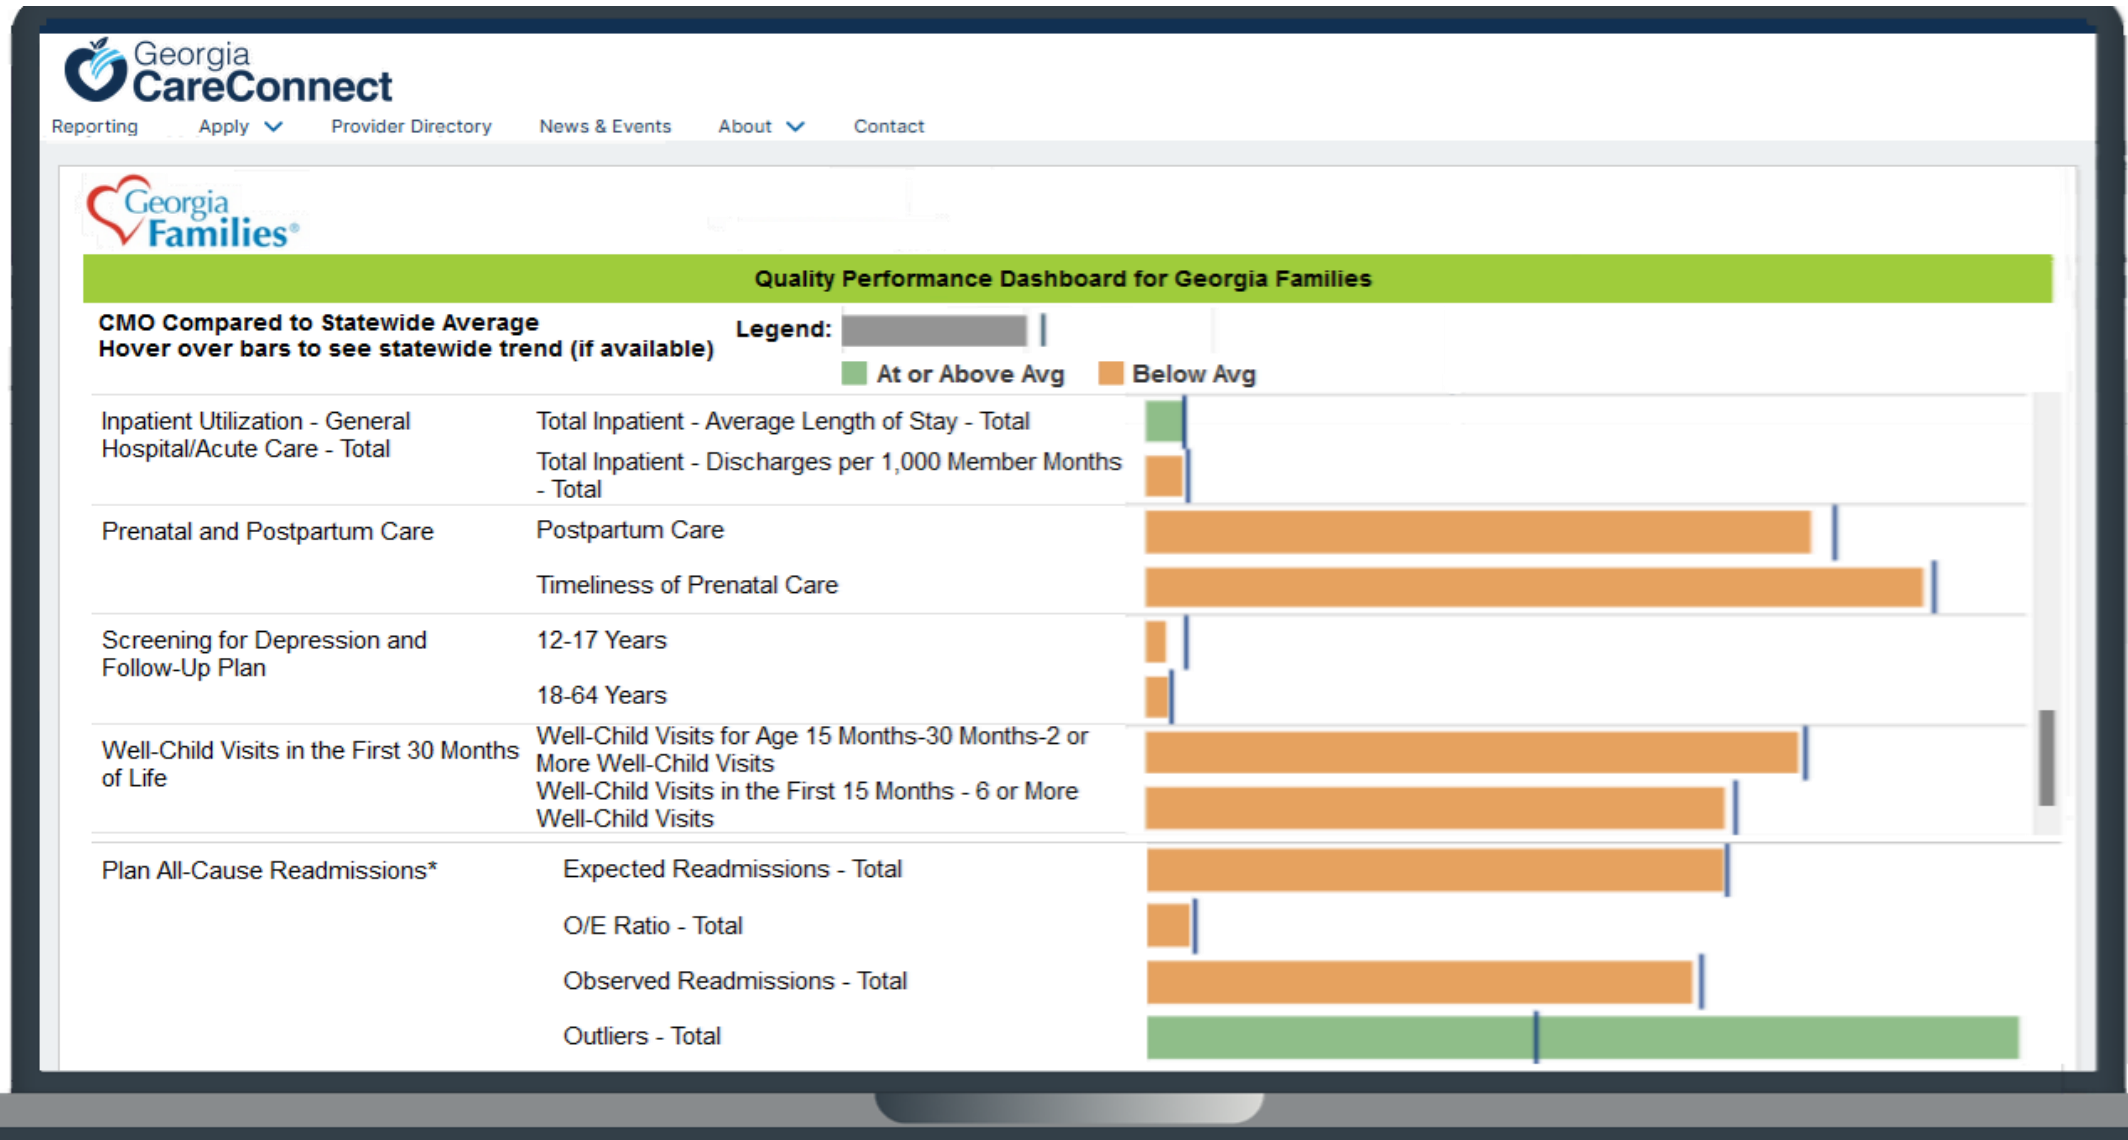 Georgia
CareConnect
Reporting Apply Provider Directory News & Events About Contact
Georgia
Families®
Quality Performance Dashboard for Georgia Families
CMO Compared to Statewide Average
Hover over bars to see statewide trend (if available)
Legend:
At or Above Avg Below Avg
Inpatient Utilization - General
Hospital/Acute Care - Total
Total Inpatient - Average Length of Stay - Total
Total Inpatient - Discharges per 1,000 Member Months
- Total
Prenatal and Postpartum Care
Postpartum Care
Timeliness of Prenatal Care
Screening for Depression and
Follow-Up Plan
12-17 Years
18-64 Years
Well-Child Visits in the First 30 Months
of Life
Well-Child Visits for Age 15 Months-30 Months-2 or
More Well-Child Visits
Well-Child Visits in the First 15 Months - 6 or More
Well-Child Visits
Plan All-Cause Readmissions*
Expected Readmissions - Total
O/E Ratio - Total
Observed Readmissions - Total
Outliers - Total